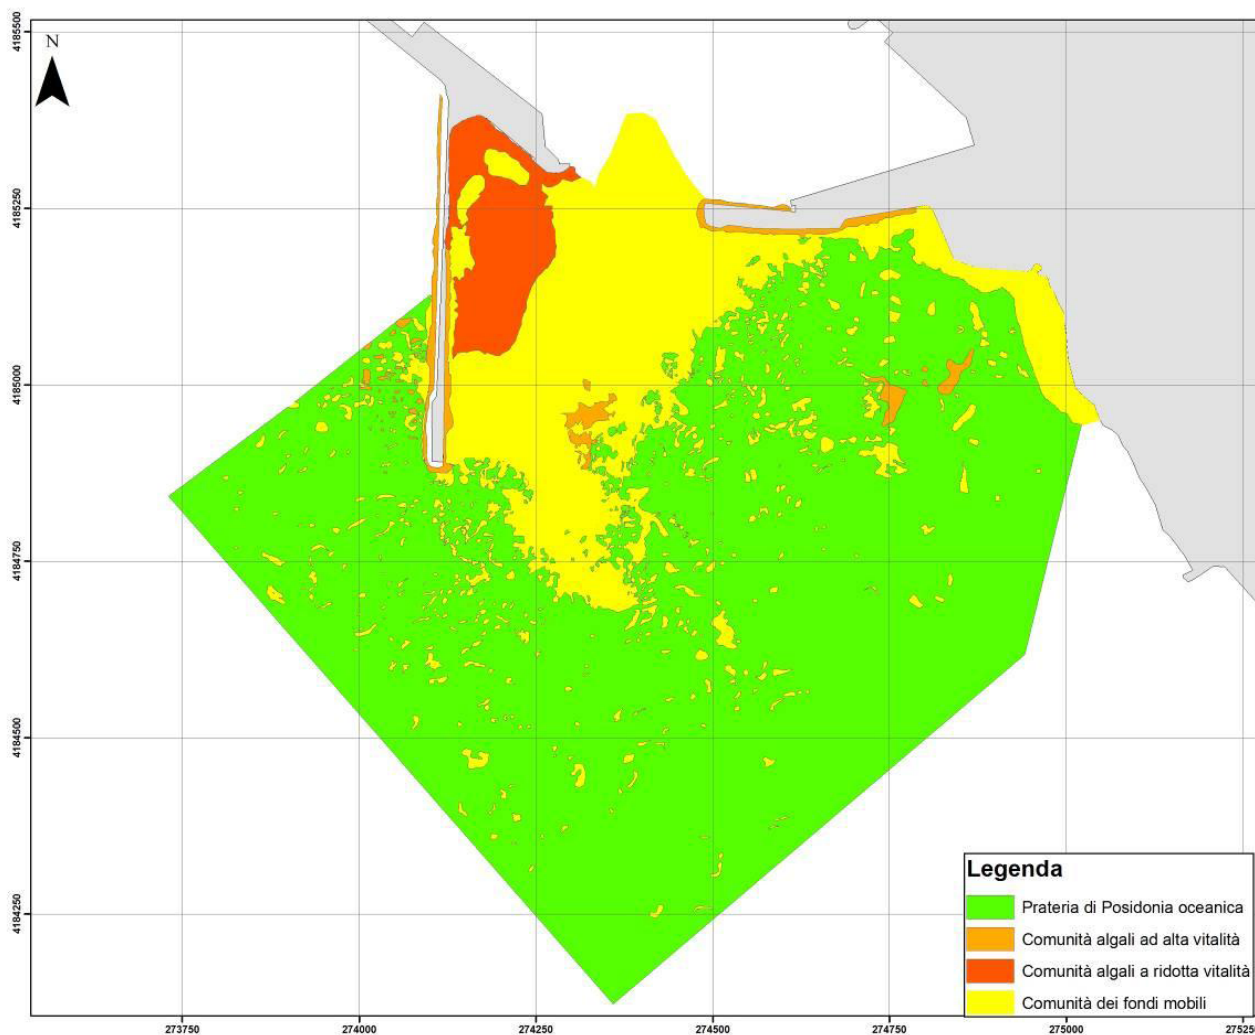 N
4185500
4185250
4185000
4184750
4184500
4184250
Legenda
Prateria di Posidonia oceanica
Comunità algali ad alta vitalità
Comunità algali a ridotta vitalità
Comunità dei fondi mobili
273750
274000
274250
274500
274750
275000